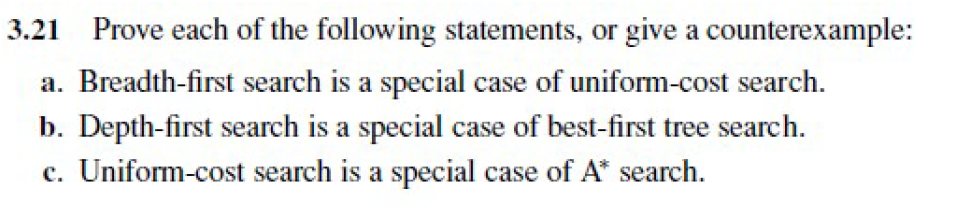 3.21 Prove each of the following statements, or give a counterexample:
a. Breadth-first search is a special case of uniform-cost search.
b. Depth-first search is a special case of best-first tree search.
c. Uniform-cost search is a special case of A* search.